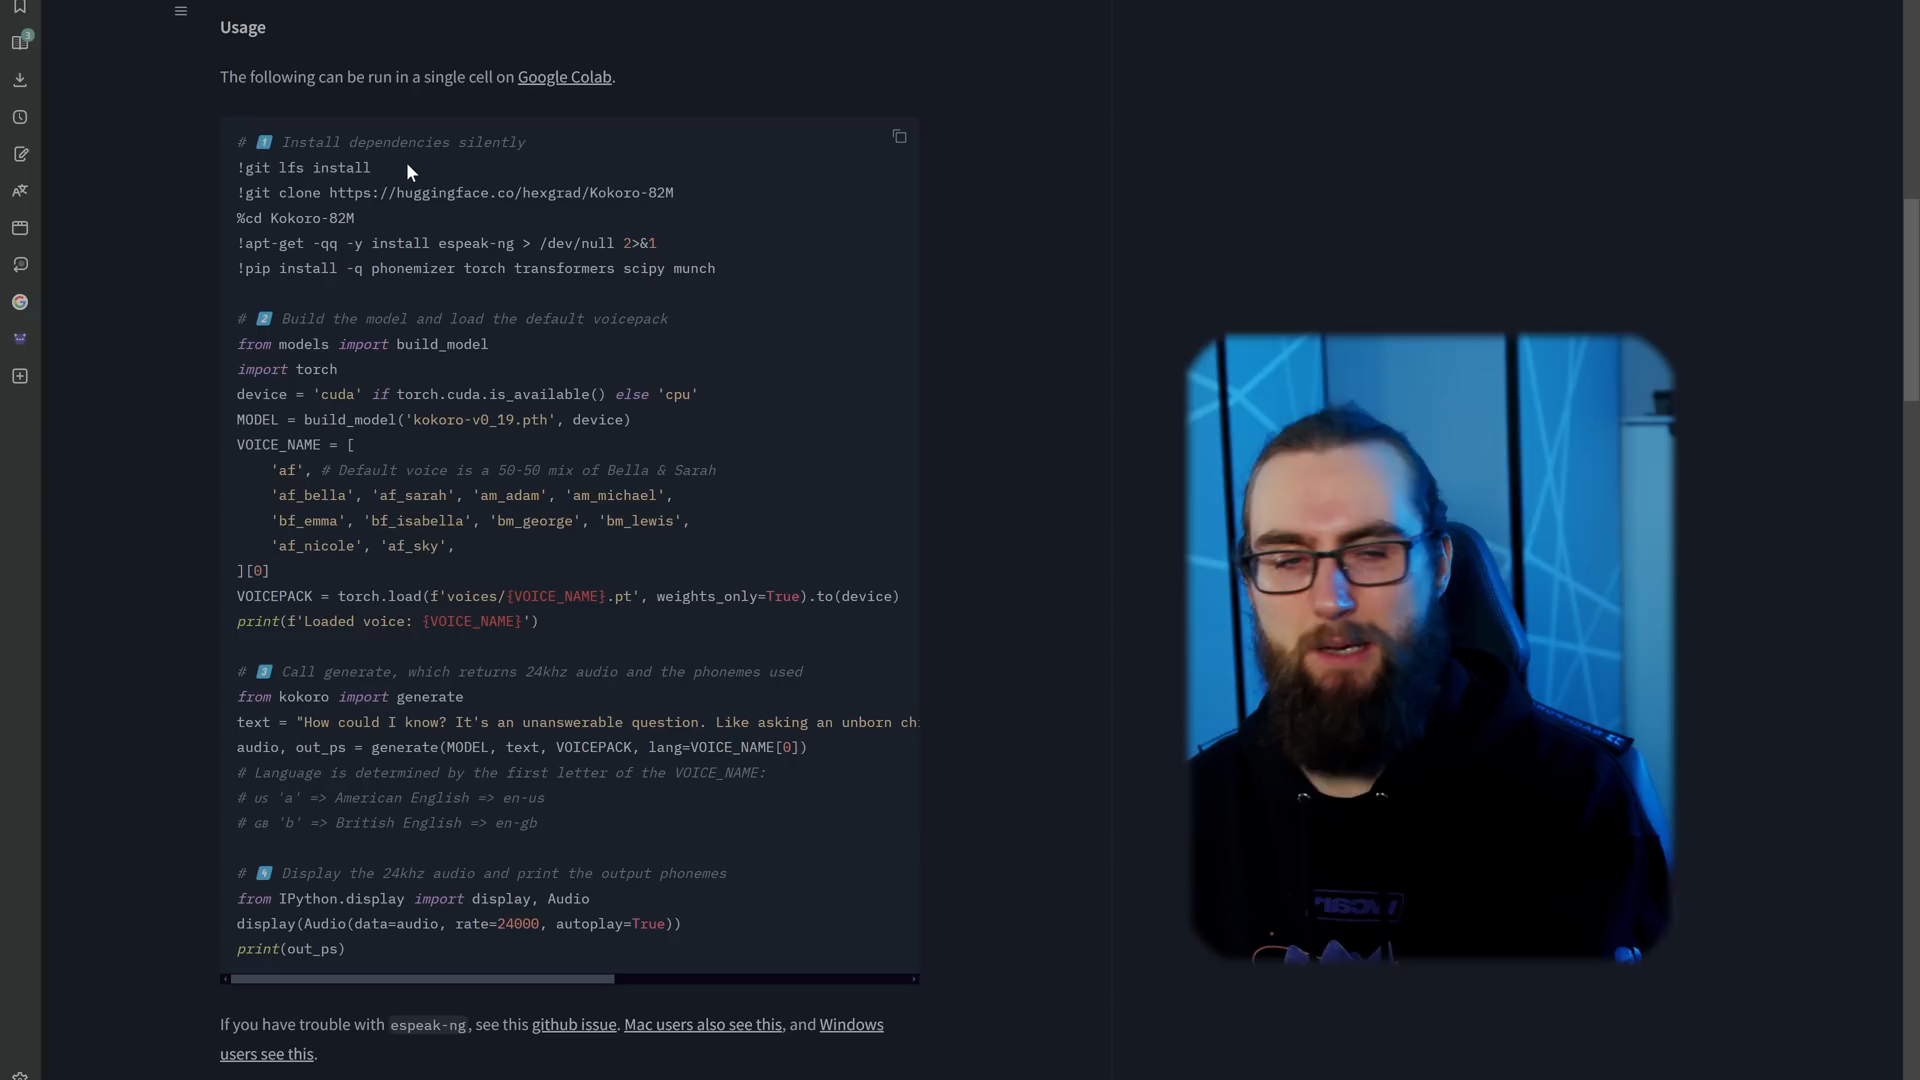 3
Usage
The following can be run in a single cell on Google Colab.
# 1 Install dependencies silently
!git lfs install
!git clone https://huggingface.co/hexgrad/Kokoro-82M
%cd Kokoro-82M
!apt-get -qq -y install espeak-ng > /dev/null 2>&1
!pip install -q phonemizer torch transformers scipy munch
# 2 Build the model and load the default voicepack
from models import build_model
import torch
device = 'cuda' if torch.cuda.is_available() else 'cpu'
MODEL = build_model('kokoro-v0_19.pth', device)
VOICE_NAME = [
'af', # Default voice is a 50-50 mix of Bella & Sarah
'af_bella', 'af_sarah', 'am_adam', 'am_michael',
'bf_emma', 'bf_isabella', 'bm_george', 'bm_lewis',
'af_nicole', 'af_sky',
][0]
VOICEPACK = torch.load(f'voices/{VOICE_NAME}.pt', weights_only=True).to(device)
print(f'Loaded voice: {VOICE_NAME}')
# 3 Call generate, which returns 24khz audio and the phonemes used
from kokoro import generate
text = "How could I know? It's an unanswerable question. Like asking an unborn
audio, out_ps = generate(MODEL, text, VOICEPACK, lang=VOICE_NAME[0])
# Language is determined by the first letter of the VOICE_NAME:
# US 'a' => American English => en-us
# GB 'b' => British English => en-gb
# 4 Display the 24khz audio and print the output phonemes
from IPython.display import display, Audio
display(Audio(data=audio, rate=24000, autoplay=True))
print(out_ps)
If you have trouble with espeak-ng, see this github issue. Mac users also see this, and Windows
users see this.